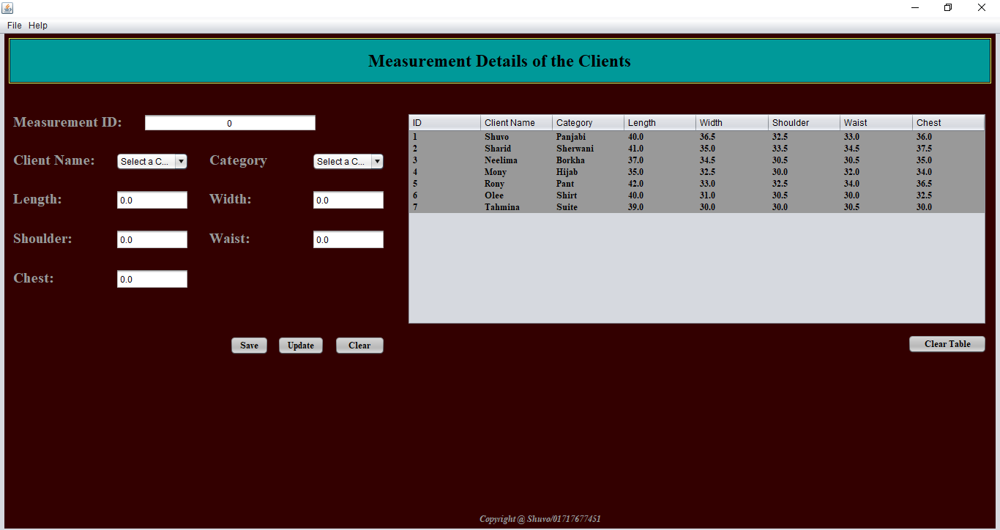 File Help
Measurement Details of the Clients
Measurement ID: 0
Client Name: Select a C... Category Select a C...
Length: 0.0 Width: 0.0
Shoulder: 0.0 Waist: 0.0
Chest: 0.0
Save Update Clear
ID Client Name Category Length Width Shoulder Waist Chest
1 Shuvo Panjabi 40.0 36.5 32.5 33.0 36.0
2 Sharid Sherwani 41.0 35.0 33.5 34.5 37.5
3 Neelima Borkha 37.0 34.5 30.5 30.5 35.0
4 Mony Hijab 35.0 32.5 30.0 32.0 34.0
5 Rony Pant 42.0 33.0 32.5 34.0 36.5
6 Olee Shirt 40.0 31.0 30.5 30.0 32.5
7 Tahmina Suite 39.0 30.0 30.0 30.5 30.0
Clear Table
Copyright @ Shuvo/01717677451